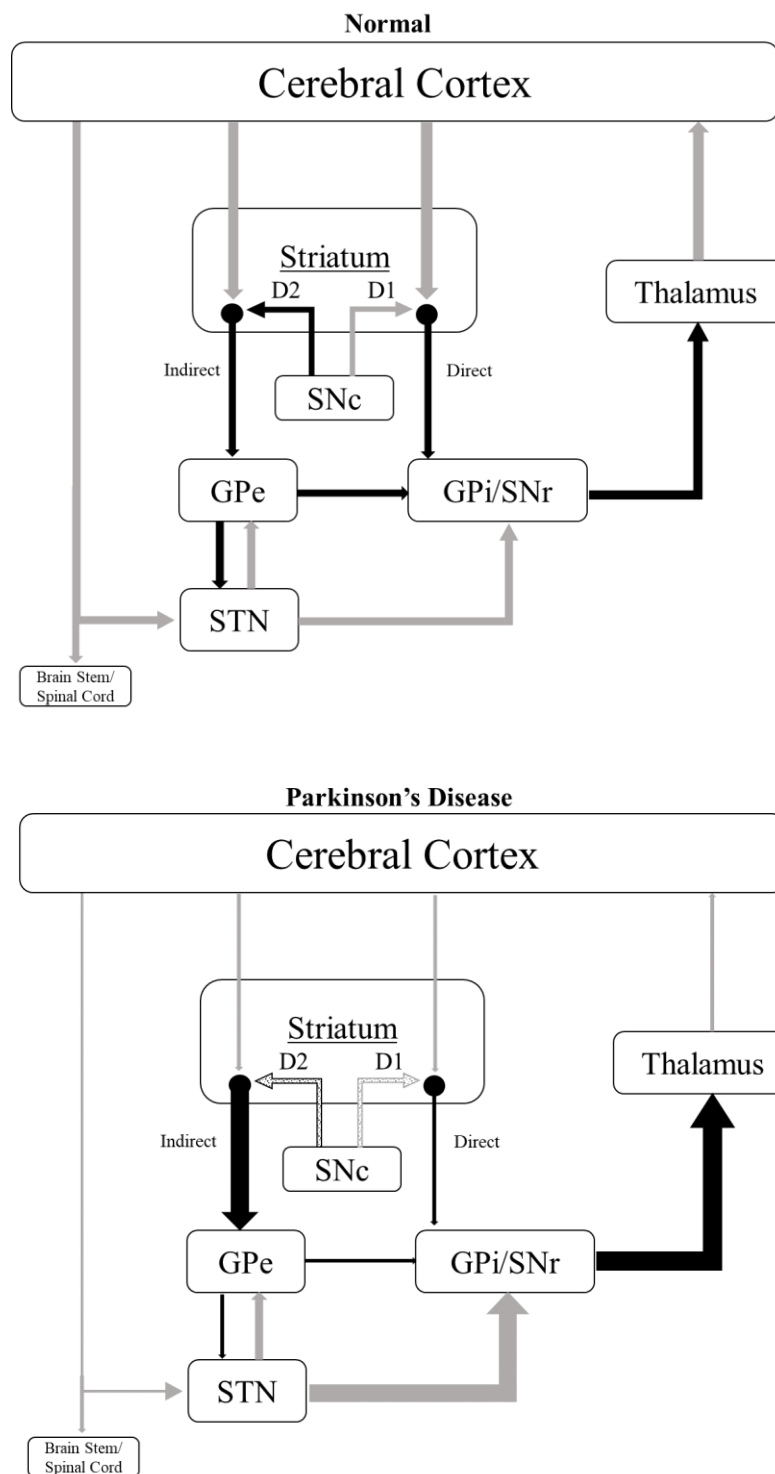 Normal
Cerebral Cortex
Striatum
D2 D1
Thalamus
Indirect
Direct
SNc
GPe
GPi/SNr
STN
Brain Stem/
Spinal Cord
Parkinson’s Disease
Cerebral Cortex
Striatum
D2 D1
Thalamus
Indirect
Direct
SNc
GPe
GPi/SNr
STN
Brain Stem/
Spinal Cord